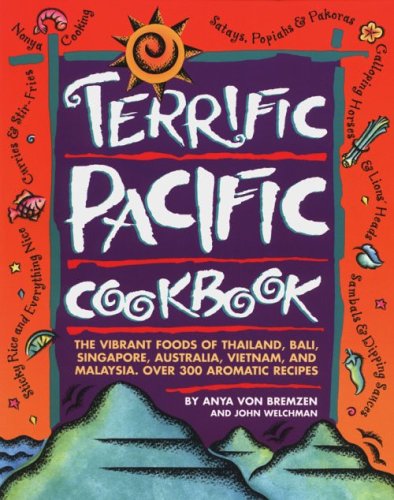 Nonya Cooking
Curries & Stir-Fries
Sticky Rice and Everything Nice
Satays, Popiahs & Pakoras
Galloping Horses
& Lions' Heads
Sambals & Dipping Sauces
TERRIFIC
PACIFIC
COOKBOOK
THE VIBRANT FOODS OF THAILAND, BALI,
SINGAPORE, AUSTRALIA, VIETNAM, AND
MALAYSIA. OVER 300 AROMATIC RECIPES
BY ANYA VON BREMZEN
AND JOHN WELCHMAN